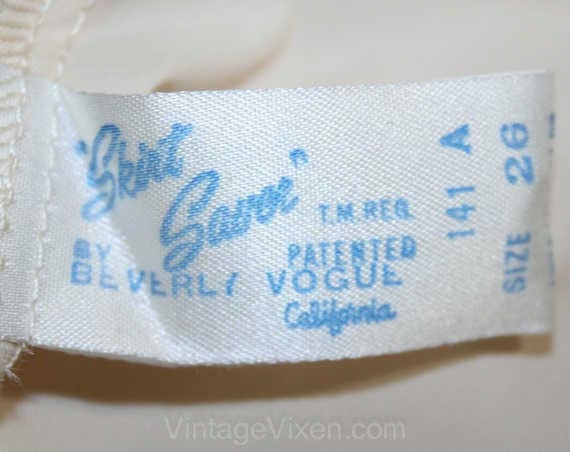 "Skirt
Saver"
T.M. REG.
BY
PATENTED
BEVERLY VOGUE
California
141 A
SIZE 26
VintageVixen.com